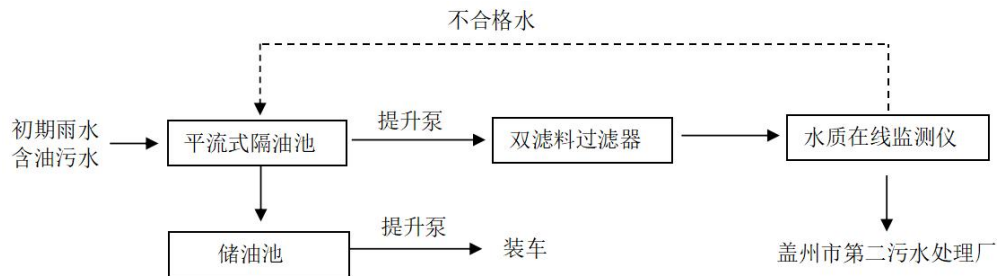 不合格水
初期雨水
含油污水
平流式隔油池
提升泵
双滤料过滤器
水质在线监测仪
储油池
提升泵
装车
盖州市第二污水处理厂